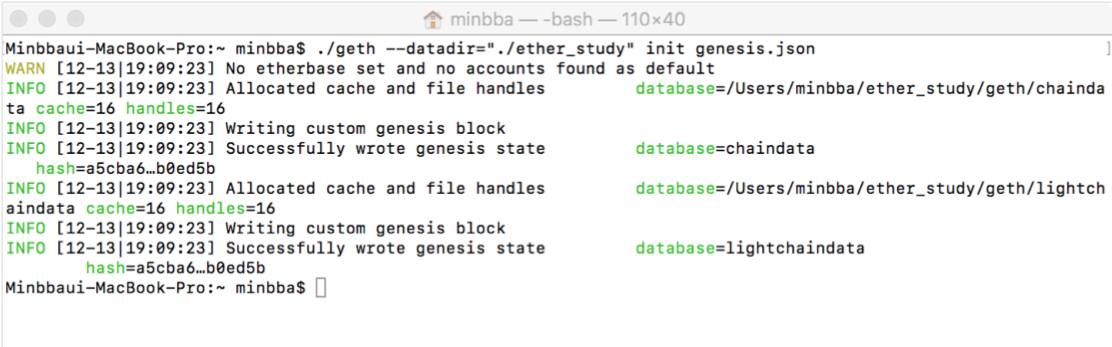 minbba — -bash — 110×40
Minbbaui-MacBook-Pro:~ minbba$ ./geth --datadir="./ether_study" init genesis.json
WARN [12-13|19:09:23] No etherbase set and no accounts found as default
INFO [12-13|19:09:23] Allocated cache and file handles         database=/Users/minbba/ether_study/geth/chainda
ta cache=16 handles=16
INFO [12-13|19:09:23] Writing custom genesis block
INFO [12-13|19:09:23] Successfully wrote genesis state         database=chaindata
   hash=a5cba6…b0ed5b
INFO [12-13|19:09:23] Allocated cache and file handles         database=/Users/minbba/ether_study/geth/lightch
aindata cache=16 handles=16
INFO [12-13|19:09:23] Writing custom genesis block
INFO [12-13|19:09:23] Successfully wrote genesis state         database=lightchaindata
        hash=a5cba6…b0ed5b
Minbbaui-MacBook-Pro:~ minbba$